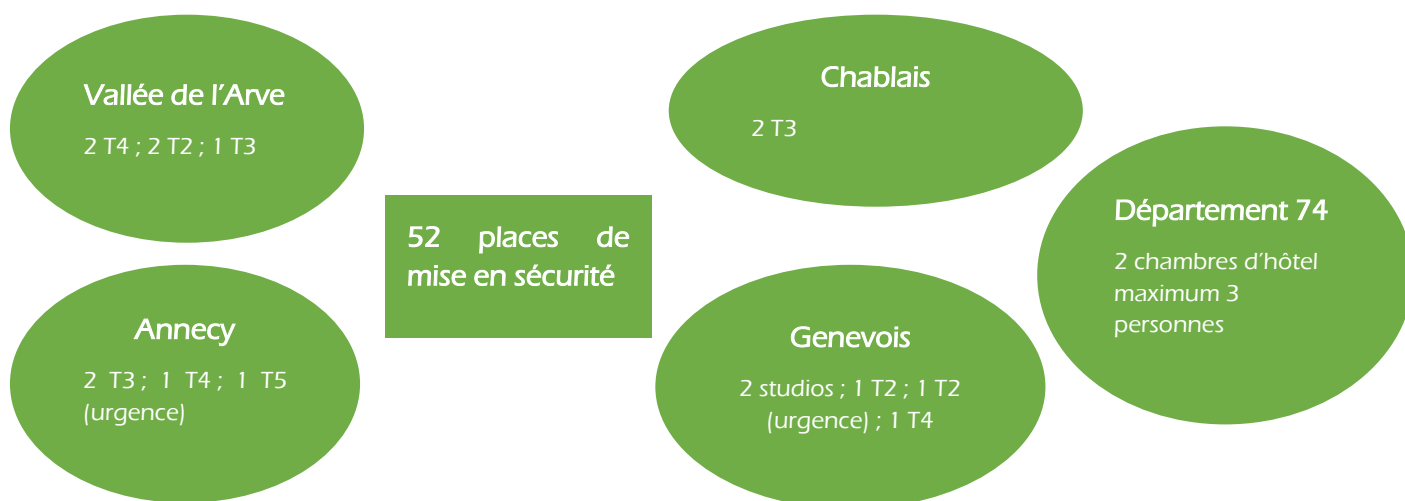 Vallée de l'Arve
2 T4 ; 2 T2 ; 1 T3
Chablais
2 T3
Département 74
2 chambres d'hôtel
maximum 3
personnes
52 places de
mise en sécurité
Annecy
2 T3 ; 1 T4 ; 1 T5
(urgence)
Genevois
2 studios ; 1 T2 ; 1 T2
(urgence) ; 1 T4